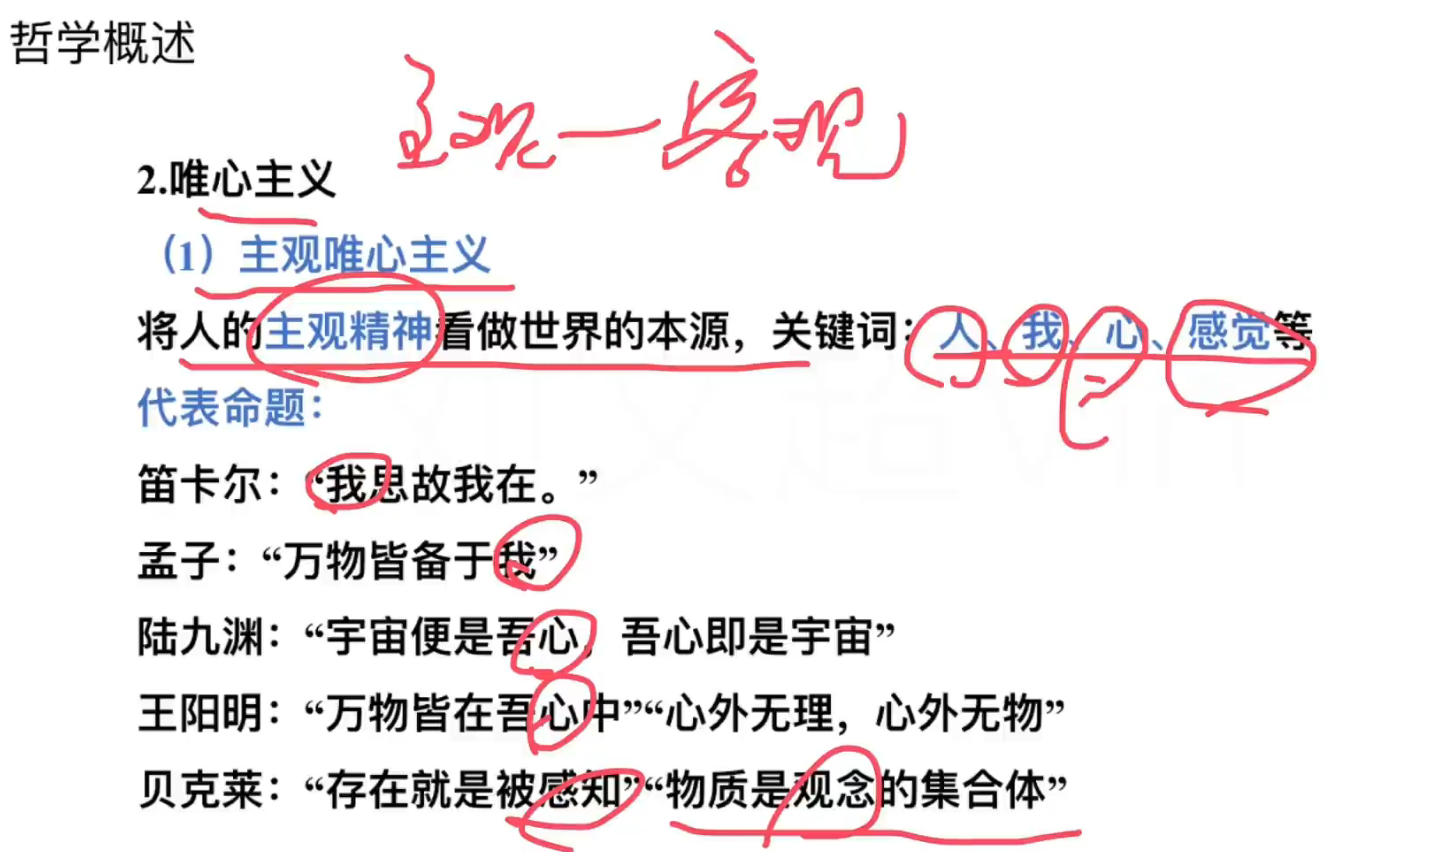 哲学概述
主观一客观
2.唯心主义
（1）主观唯心主义
将人的主观精神看做世界的本源，关键词：人、我、心、感觉等
代表命题：
笛卡尔：“我思故我在。”
孟子：“万物皆备于我”
陆九渊：“宇宙便是吾心，吾心即是宇宙”
王阳明：“万物皆在吾心中”“心外无理，心外无物”
贝克莱：“存在就是被感知”“物质是观念的集合体”